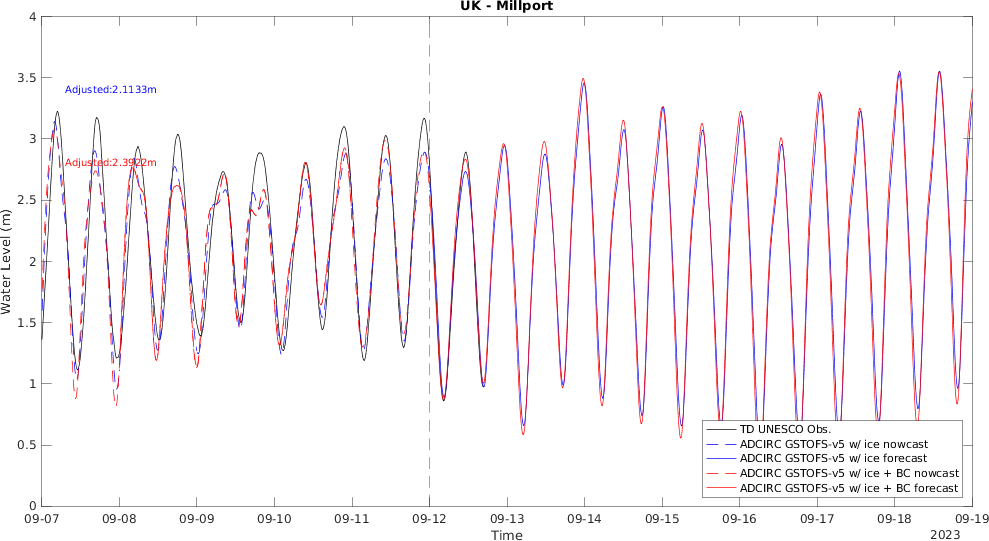 UK - Millport
4
3.5
3
2.5
2
1.5
1
0.5
0
Water Level (m)
Adjusted:2.1133m
Adjusted:2.3922m
TD UNESCO Obs.
ADCIRC GSTOFS-v5 w/ ice nowcast
ADCIRC GSTOFS-v5 w/ ice forecast
ADCIRC GSTOFS-v5 w/ ice + BC nowcast
ADCIRC GSTOFS-v5 w/ ice + BC forecast
09-07 09-08 09-09 09-10 09-11 09-12 09-13 09-14 09-15 09-16 09-17 09-18 09-19
Time
2023